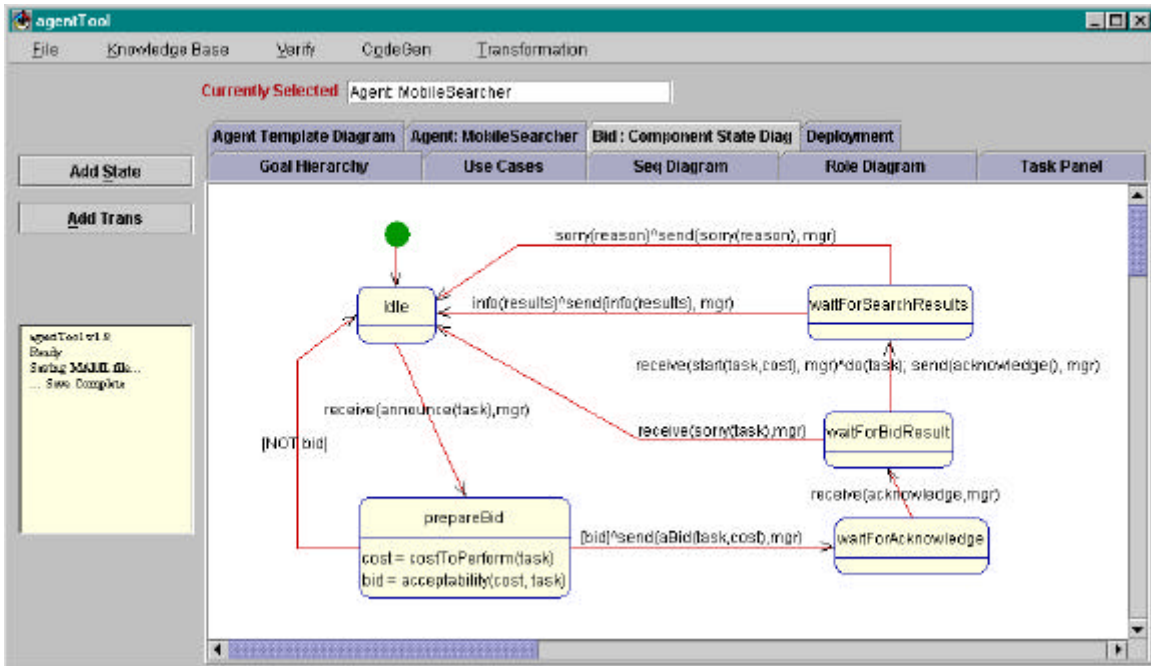 agentTool
File Knowledge Base Verify CodeGen Transformation
Currently Selected Agent: MobileSearcher
Agent Template Diagram Agent: MobileSearcher Bid : Component State Diag Deployment
Goal Hierarchy Use Cases Seq Diagram Role Diagram Task Panel
Add State
Add Trans
agentTool v1.8
Ready
Saving MAML file...
... Save Complete
sorry(reason)^send(sorry(reason), mgr)
idle
info(results)^send(info(results), mgr)
waitForSearchResults
receive(start(task,cost), mgr)^do(task); send(acknowledge(), mgr)
receive(announce(task),mgr)
receive(sorry(task),mgr)
waitForBidResult
[NOT bid]
receive(acknowledge,mgr)
prepareBid
[bid]^send(aBid(task,cost),mgr)
waitForAcknowledge
cost = costToPerform(task)
bid = acceptability(cost, task)